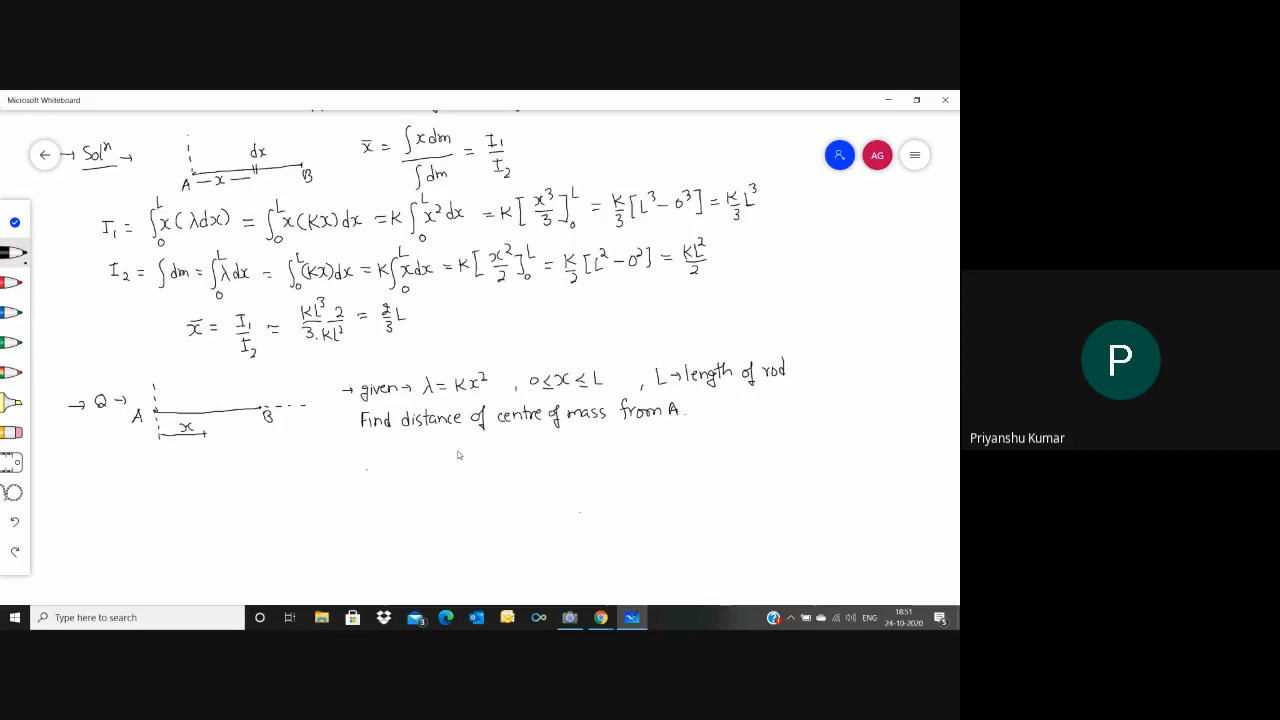 Microsoft Whiteboard
→ Solⁿ →
A x dx B
x̄ = ∫x dm / ∫dm = I₁/I₂
I₁ = ∫₀ᴸ x(λdx) = ∫₀ᴸ x(Kx)dx = K∫₀ᴸ x²dx = K[x³/3]₀ᴸ = K/3[L³ - 0³] = K/3 L³
I₂ = ∫dm = ∫₀ᴸ λdx = ∫₀ᴸ(Kx)dx = K∫₀ᴸ xdx = K[x²/2]₀ᴸ = K/2[L² - 0²] = KL²/2
x̄ = I₁/I₂ = KL³/3 . 2/KL² = 2/3 L
→ Q → A x B
→ given → λ = Kx² , 0 ≤ x ≤ L , L → length of rod
Find distance of centre of mass from A.
AG
P
Priyanshu Kumar
Type here to search
3
ENG
18:51
24-10-2020
5